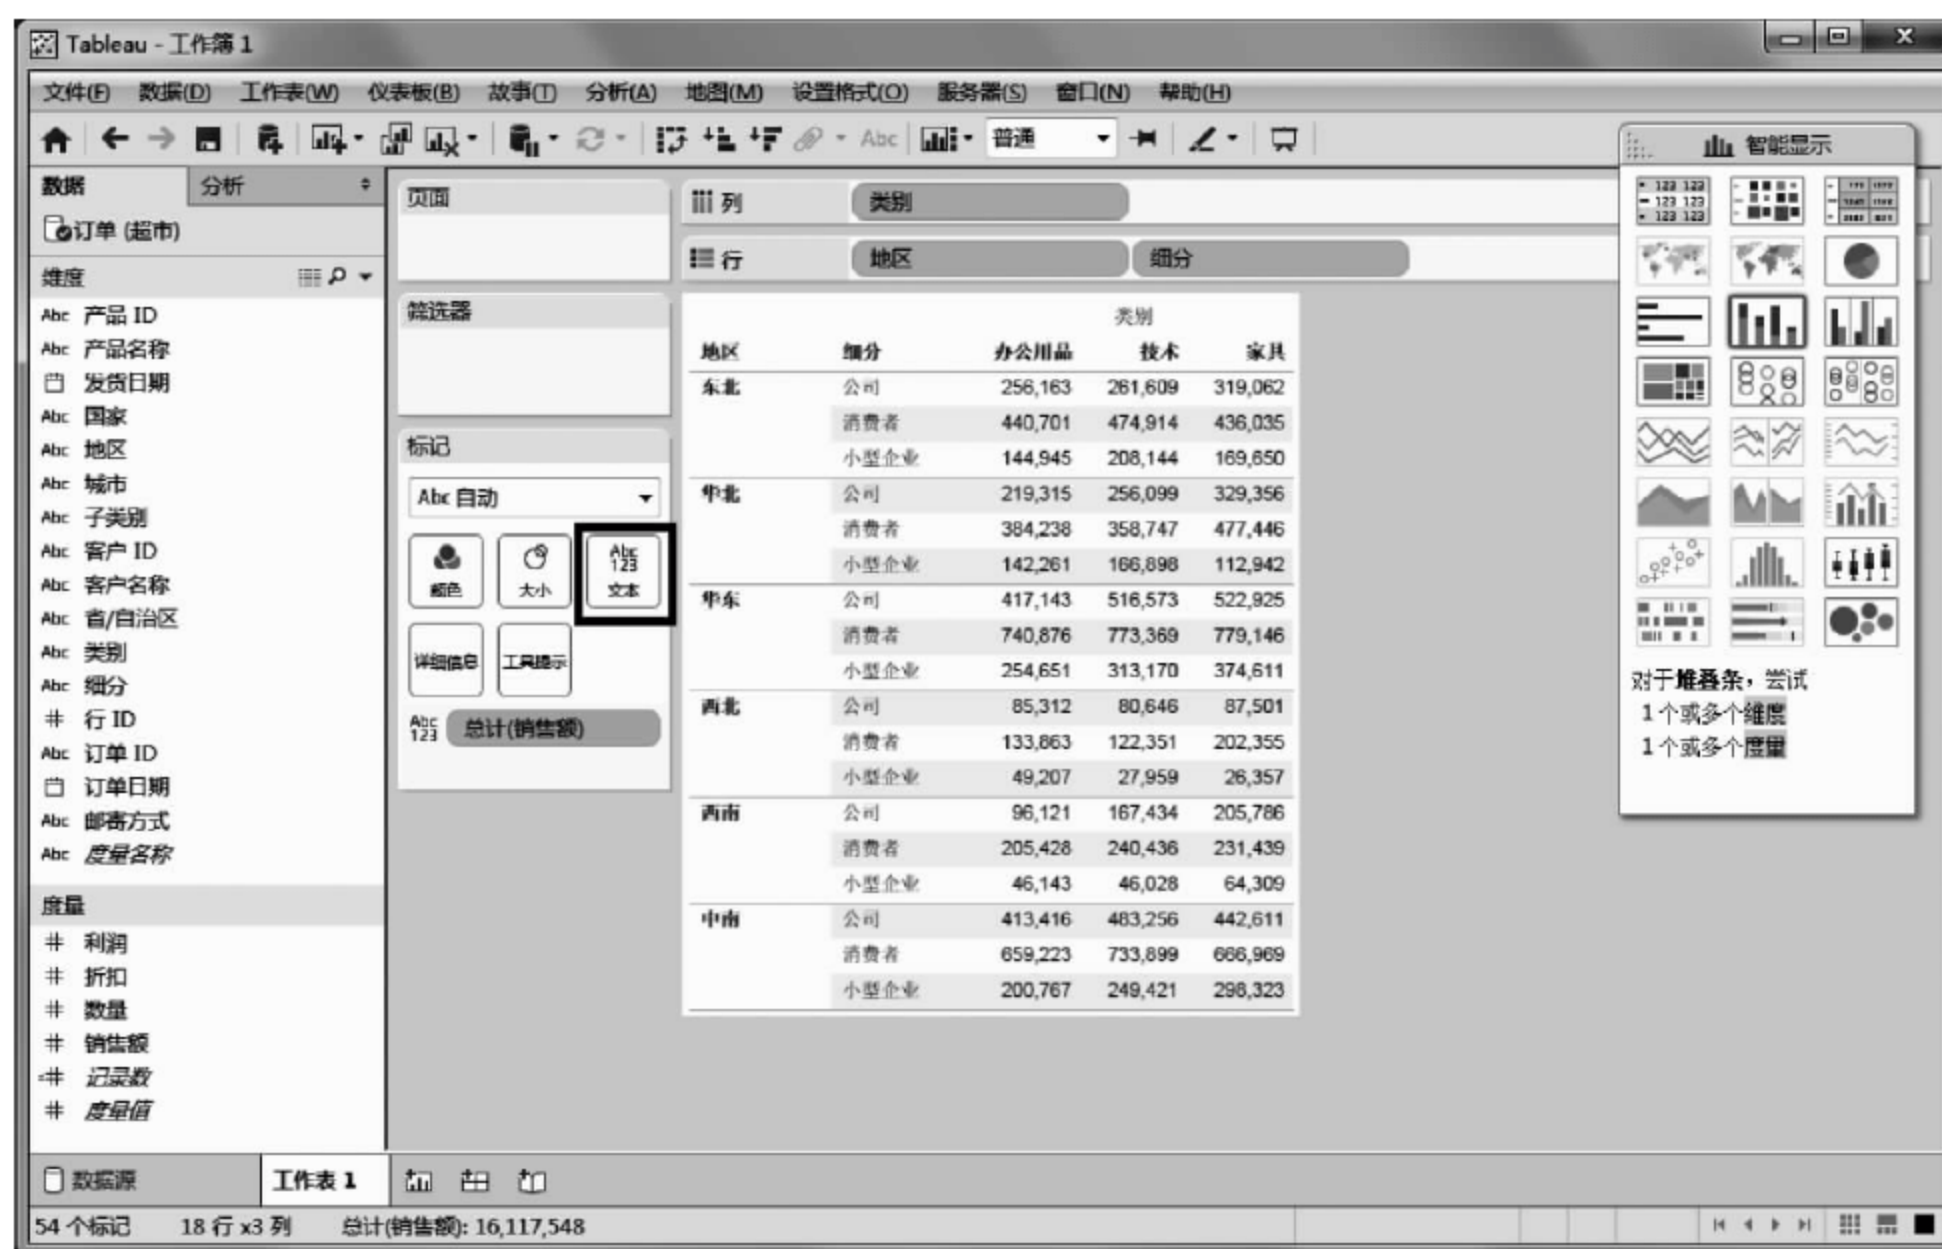 Tableau - 工作簿 1
文件(F) 数据(D) 工作表(W) 仪表板(B) 故事(T) 分析(A) 地图(M) 设置格式(O) 服务器(S) 窗口(N) 帮助(H)
Abc 普通
数据 分析
订单 (超市)
维度
Abc 产品 ID
Abc 产品名称
发货日期
Abc 国家
Abc 地区
Abc 城市
Abc 子类别
Abc 客户 ID
Abc 客户名称
Abc 省/自治区
Abc 类别
Abc 细分
# 行 ID
Abc 订单 ID
订单日期
Abc 邮寄方式
Abc 度量名称
度量
# 利润
# 折扣
# 数量
# 销售额
=# 记录数
# 度量值
页面
筛选器
标记
Abc 自动
颜色 大小 Abc 123 文本
详细信息 工具提示
Abc 123 总计(销售额)
列 类别
行 地区 细分
类别
地区 细分 办公用品 技术 家具
东北 公司 256,163 261,609 319,062
消费者 440,701 474,914 436,035
小型企业 144,945 208,144 169,650
华北 公司 219,315 256,099 329,356
消费者 384,238 358,747 477,446
小型企业 142,261 166,898 112,942
华东 公司 417,143 516,573 522,925
消费者 740,876 773,369 779,146
小型企业 254,651 313,170 374,611
西北 公司 85,312 80,646 87,501
消费者 133,863 122,351 202,355
小型企业 49,207 27,959 26,357
西南 公司 96,121 167,434 205,786
消费者 205,428 240,436 231,439
小型企业 46,143 46,028 64,309
中南 公司 413,416 483,256 442,611
消费者 659,223 733,899 666,969
小型企业 200,767 249,421 298,323
智能显示
123 123
123 123
123 123
对于堆叠条，尝试
1 个或多个维度
1 个或多个度量
数据源 工作表 1
54 个标记 18 行 x3 列 总计(销售额): 16,117,548